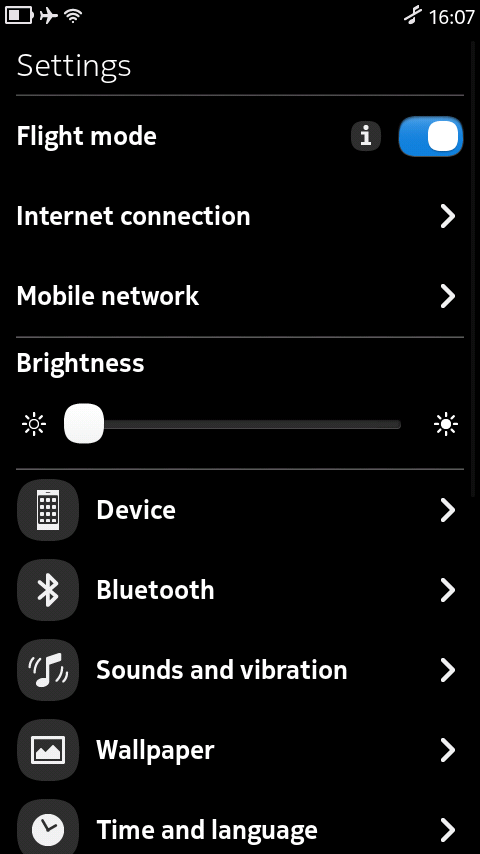 16:07
Settings
Flight mode
Internet connection
Mobile network
Brightness
Device
Bluetooth
Sounds and vibration
Wallpaper
Time and language